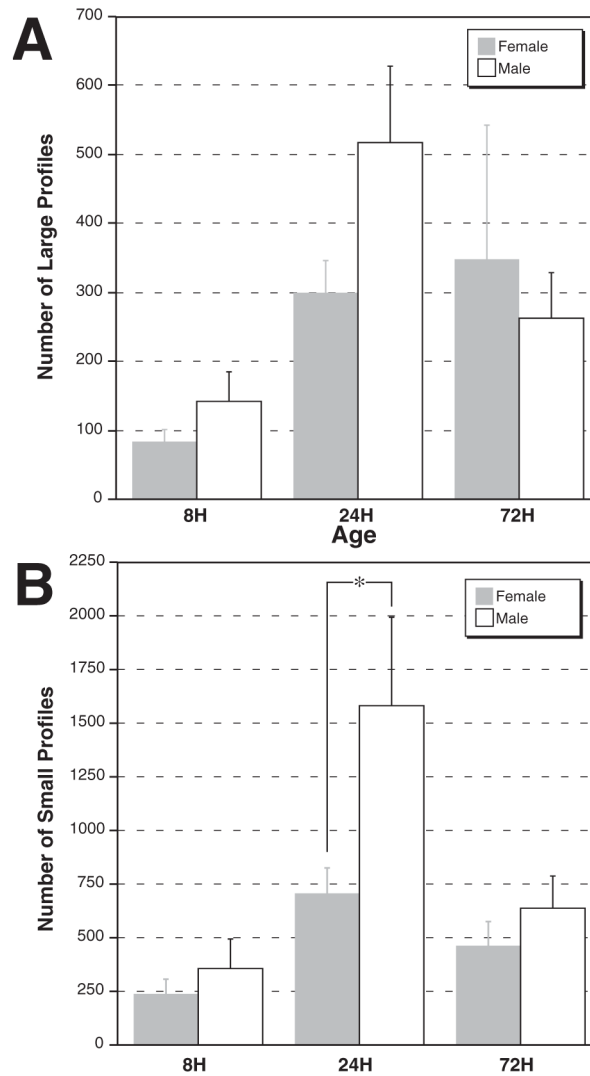 A
700
600
500
400
300
200
100
0
Number of Large Profiles
Female
Male
8H
24H
72H
Age
B
2250
2000
1750
1500
1250
1000
750
500
250
0
Number of Small Profiles
*
Female
Male
8H
24H
72H